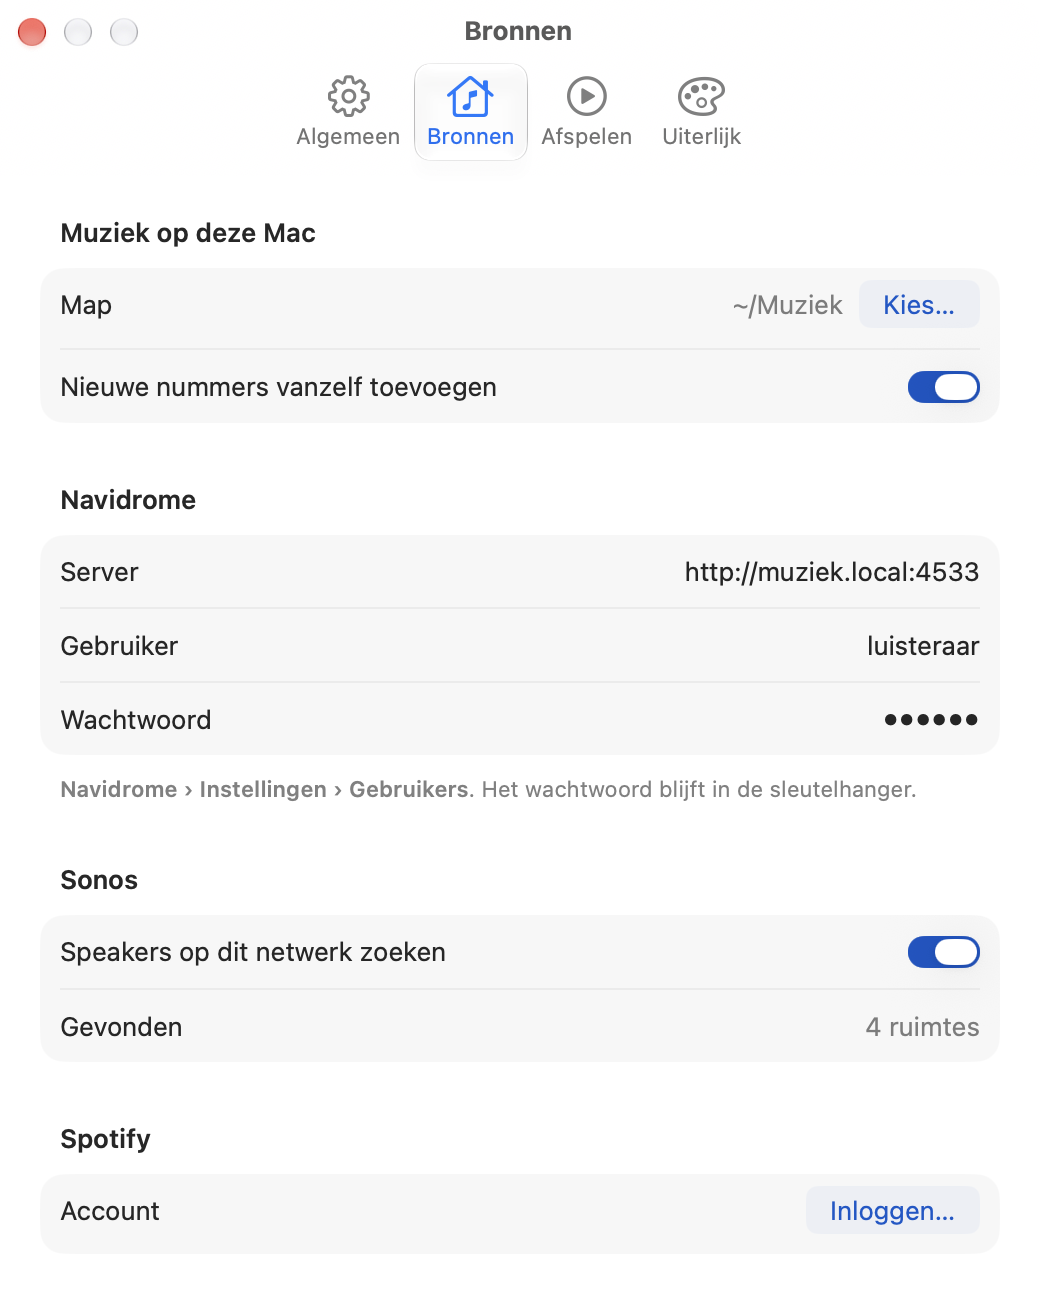 Bronnen
Algemeen
Bronnen
Afspelen
Uiterlijk
Muziek op deze Mac
Map
~/Muziek
Kies...
Nieuwe nummers vanzelf toevoegen
Navidrome
Server
http://muziek.local:4533
Gebruiker
luisteraar
Wachtwoord
••••••
Navidrome › Instellingen › Gebruikers. Het wachtwoord blijft in de sleutelhanger.
Sonos
Speakers op dit netwerk zoeken
Gevonden
4 ruimtes
Spotify
Account
Inloggen...